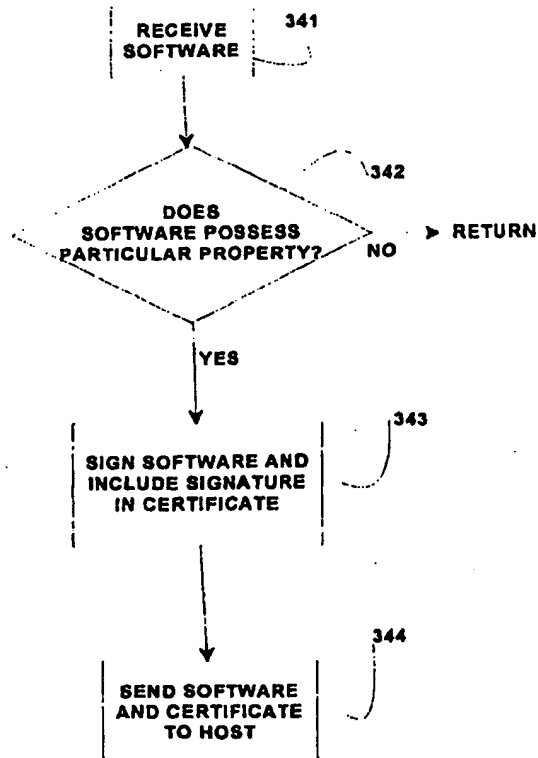 RECEIVE
SOFTWARE
341
DOES
SOFTWARE POSSESS
PARTICULAR PROPERTY?
342
NO
RETURN
YES
SIGN SOFTWARE AND
INCLUDE SIGNATURE
IN CERTIFICATE
343
SEND SOFTWARE
AND CERTIFICATE
TO HOST
344